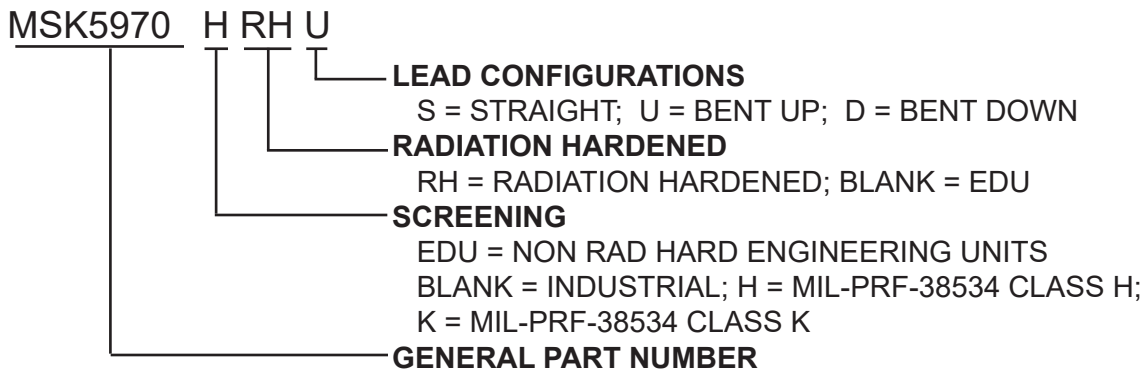 MSK5970 H RH U
LEAD CONFIGURATIONS
S = STRAIGHT; U = BENT UP; D = BENT DOWN
RADIATION HARDENED
RH = RADIATION HARDENED; BLANK = EDU
SCREENING
EDU = NON RAD HARD ENGINEERING UNITS
BLANK = INDUSTRIAL; H = MIL-PRF-38534 CLASS H;
K = MIL-PRF-38534 CLASS K
GENERAL PART NUMBER